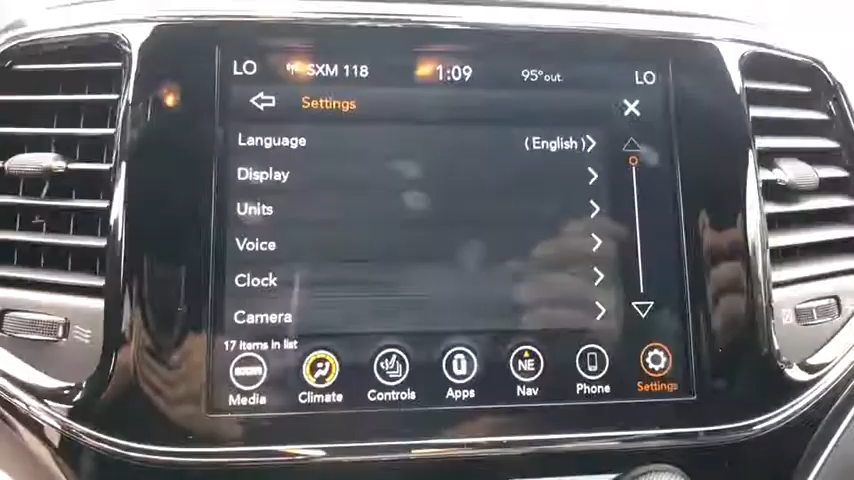 LO SXM 118 1:09 95°out LO
Settings
Language (English)
Display
Units
Voice
Clock
Camera
17 items in list
NE
Media Climate Controls Apps Nav Phone Settings